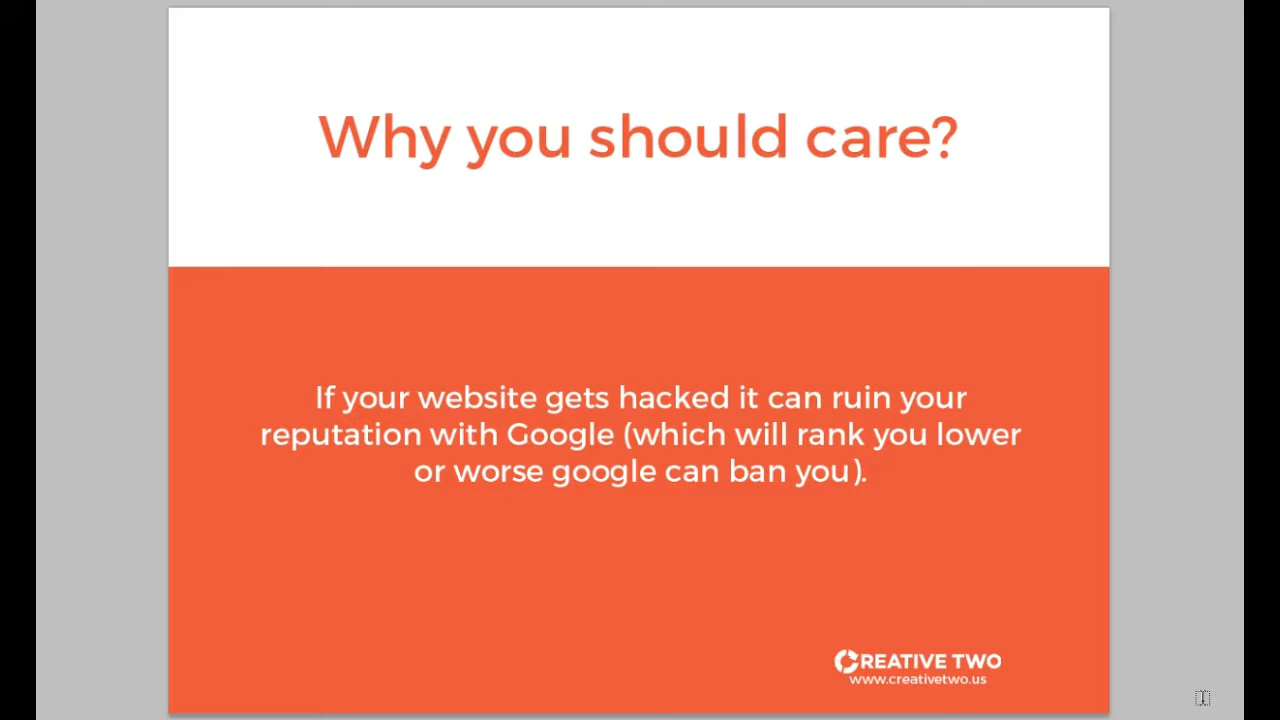 Why you should care?
If your website gets hacked it can ruin your
reputation with Google (which will rank you lower
or worse google can ban you).
CREATIVE TWO
www.creativetwo.us